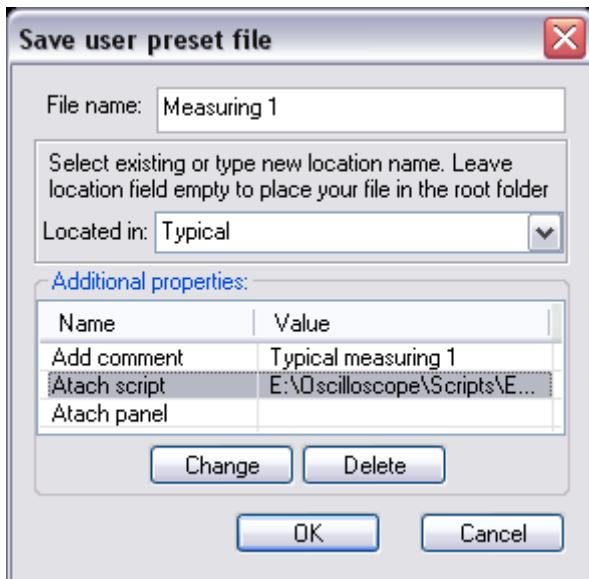 Save user preset file
File name: Measuring 1
Select existing or type new location name. Leave
location field empty to place your file in the root folder
Located in: Typical
Additional properties:
Name Value
Add comment Typical measuring 1
Atach script E:\Oscilloscope\Scripts\E...
Atach panel
Change Delete
OK Cancel